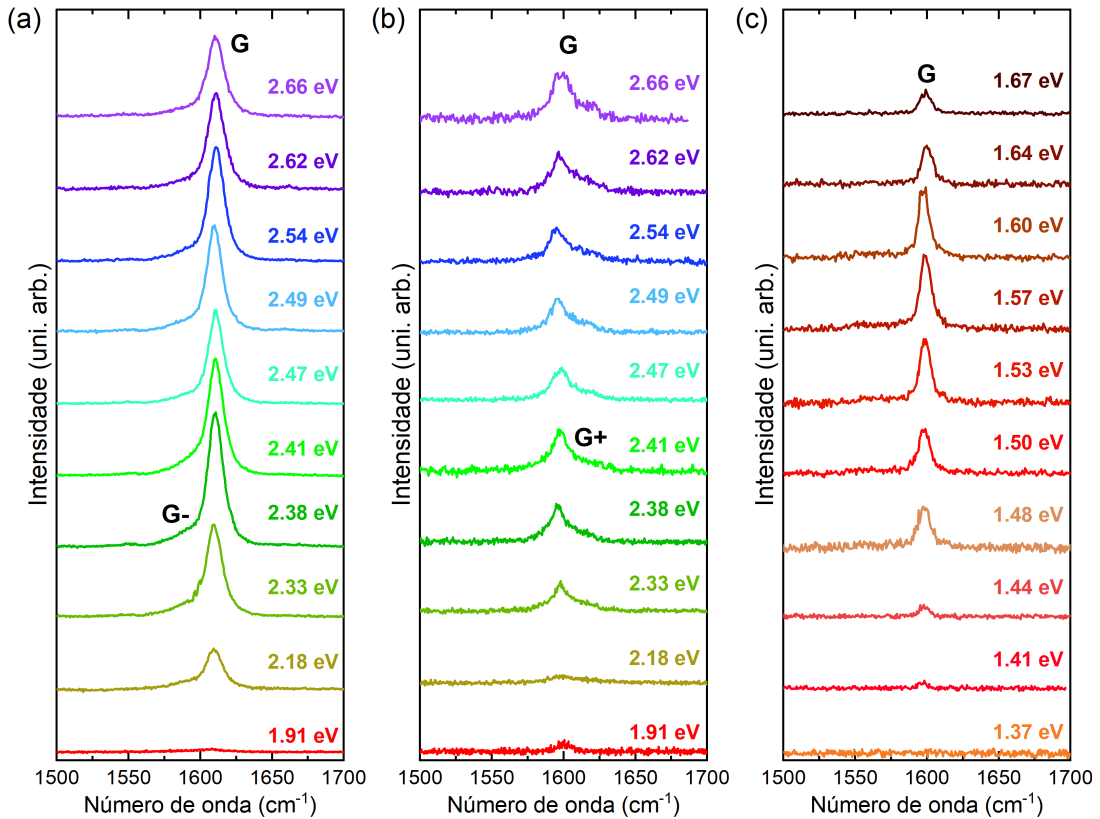 (a)
G
2.66 eV
2.62 eV
2.54 eV
2.49 eV
2.47 eV
2.41 eV
G-
2.38 eV
2.33 eV
2.18 eV
1.91 eV
1500 1550 1600 1650 1700
Número de onda (cm⁻¹)
Intensidade (uni. arb.)
(b)
G
2.66 eV
2.62 eV
2.54 eV
2.49 eV
2.47 eV
G+
2.41 eV
2.38 eV
2.33 eV
2.18 eV
1.91 eV
1500 1550 1600 1650 1700
Número de onda (cm⁻¹)
Intensidade (uni. arb.)
(c)
G
1.67 eV
1.64 eV
1.60 eV
1.57 eV
1.53 eV
1.50 eV
1.48 eV
1.44 eV
1.41 eV
1.37 eV
1500 1550 1600 1650 1700
Número de onda (cm⁻¹)
Intensidade (uni. arb.)